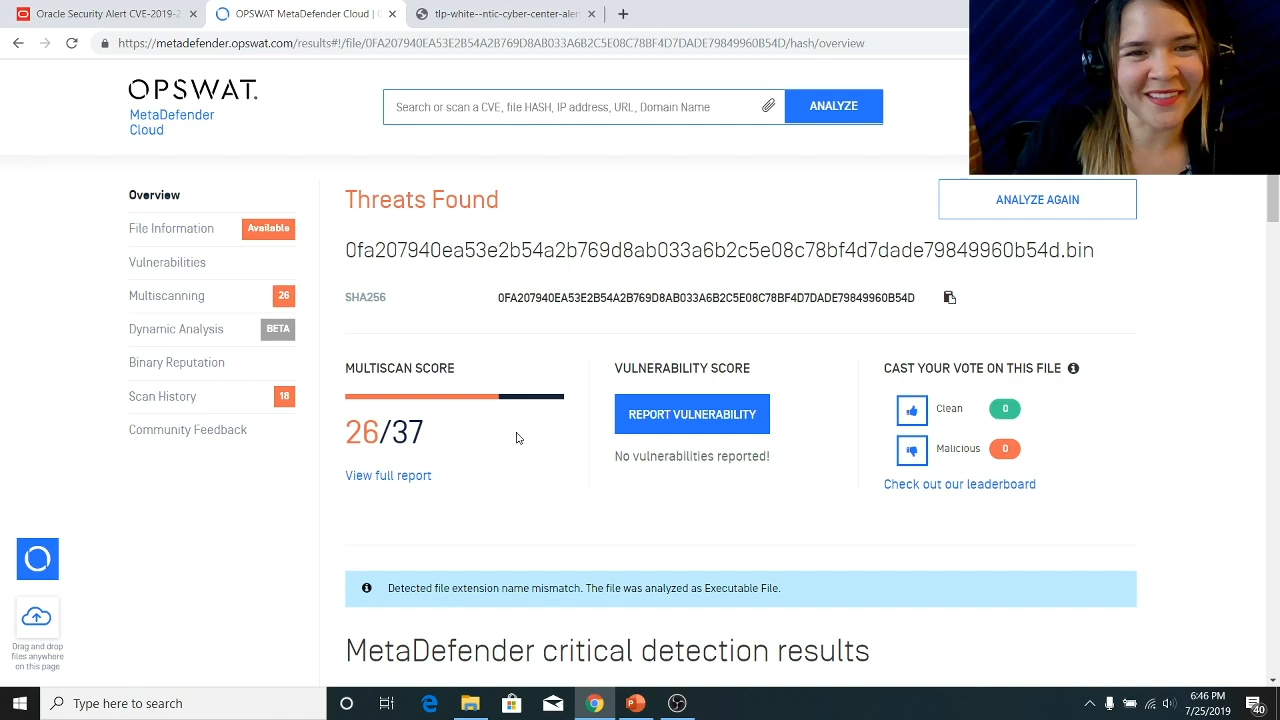 Oracle Security Alert CVE-2019-2
OPSWAT MetaDefender Cloud |
tlp-white--ntic-cyber-center-aler
https://metadefender.opswat.com/results#!/file/0FA207940EA53E2B54A2B769D8AB033A6B2C5E08C78BF4D7DADE79849960B54D/hash/overview
OPSWAT.
MetaDefender
Cloud
Search or scan a CVE, file HASH, IP address, URL, Domain Name
ANALYZE
Overview
File Information Available
Vulnerabilities
Multiscanning 26
Dynamic Analysis BETA
Binary Reputation
Scan History 18
Community Feedback
Threats Found
ANALYZE AGAIN
0fa207940ea53e2b54a2b769d8ab033a6b2c5e08c78bf4d7dade79849960b54d.bin
SHA256 0FA207940EA53E2B54A2B769D8AB033A6B2C5E08C78BF4D7DADE79849960B54D
MULTISCAN SCORE
26/37
View full report
VULNERABILITY SCORE
REPORT VULNERABILITY
No vulnerabilities reported!
CAST YOUR VOTE ON THIS FILE
Clean 0
Malicious 0
Check out our leaderboard
Detected file extension name mismatch. The file was analyzed as Executable File.
MetaDefender critical detection results
Drag and drop
files anywhere
on this page
Type here to search
6:46 PM
7/25/2019
40